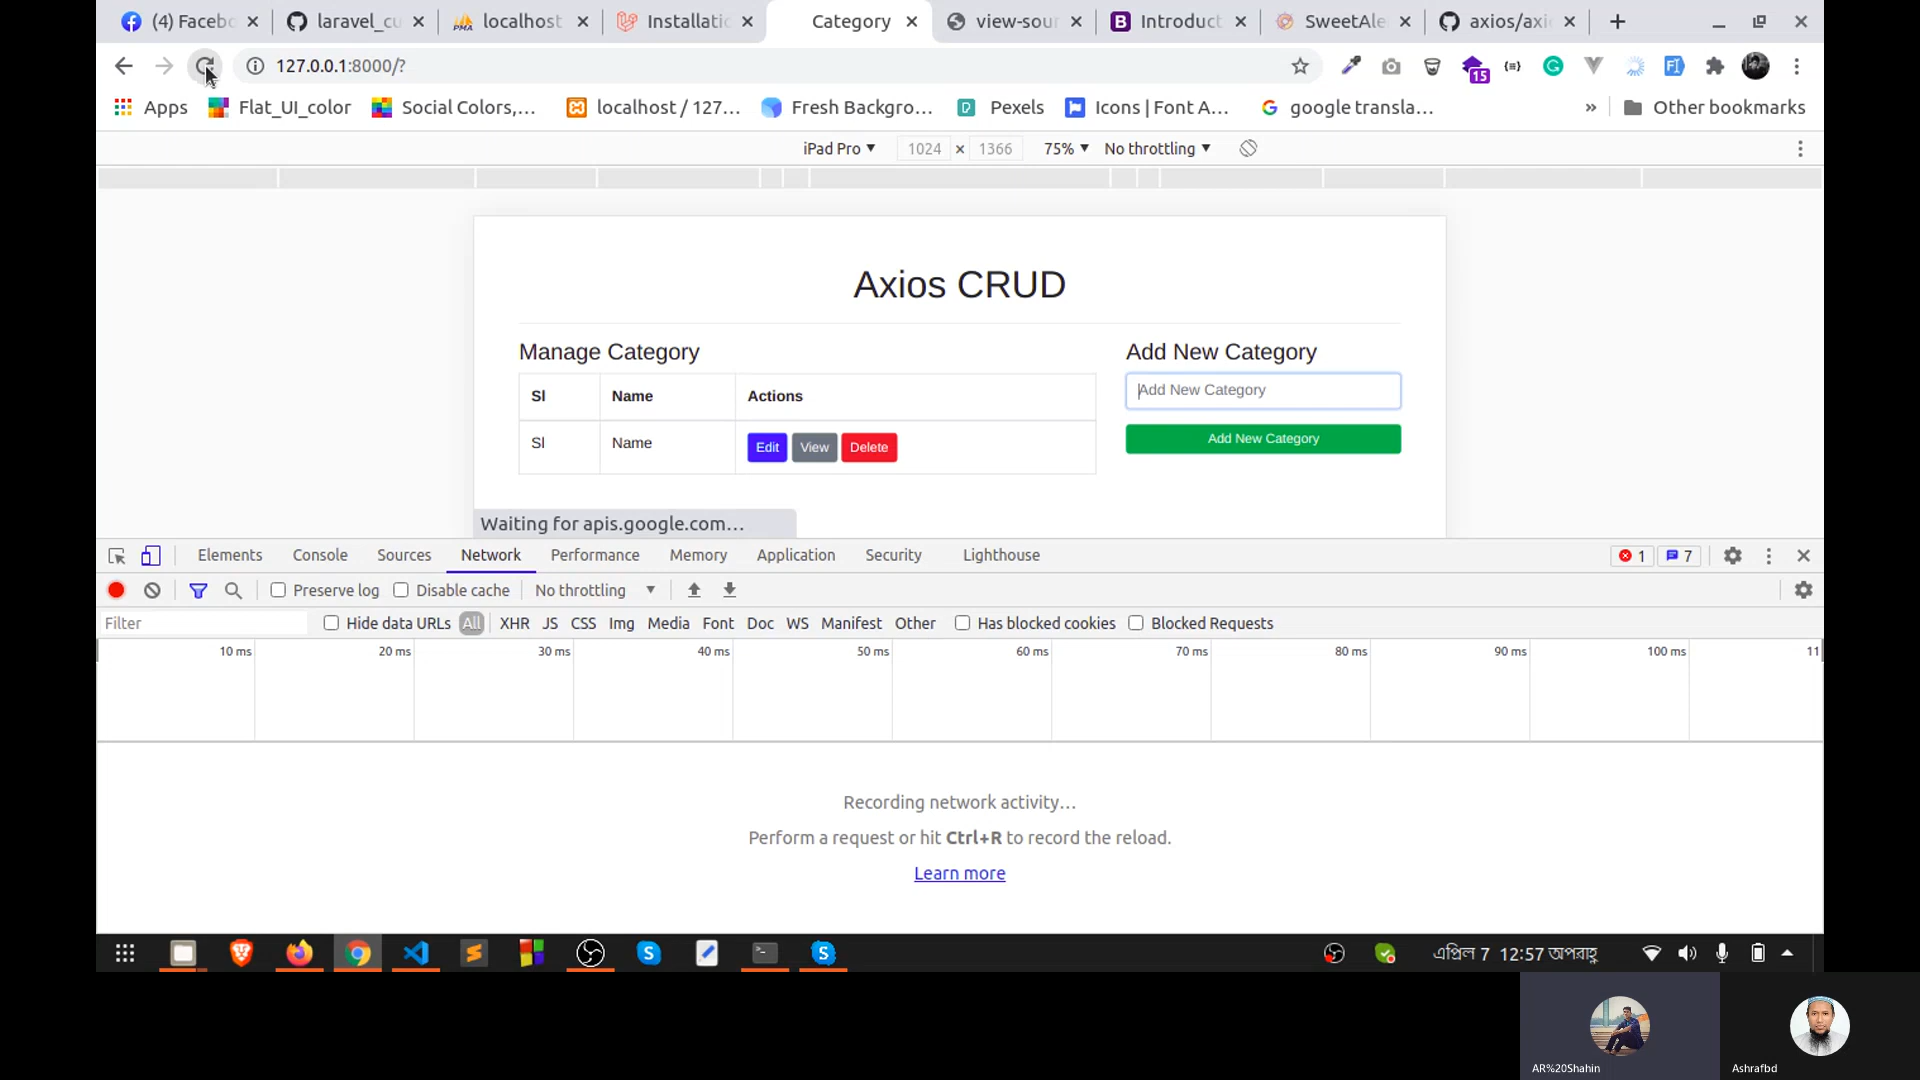 (4) Facebo
laravel_cu
localhost
Installatio
Category
view-sour
Introduct
SweetAle
axios/axi
127.0.0.1:8000/?
15
Apps
Flat_UI_color
Social Colors,...
localhost / 127...
Fresh Backgro...
Pexels
Icons | Font A...
google transla...
»
Other bookmarks
iPad Pro
1024 × 1366
75%
No throttling
Axios CRUD
Manage Category
Sl Name Actions
Sl Name Edit View Delete
Add New Category
Add New Category
Add New Category
Waiting for apis.google.com...
Elements Console Sources Network Performance Memory Application Security Lighthouse
1 7
Preserve log Disable cache No throttling
Filter Hide data URLs All XHR JS CSS Img Media Font Doc WS Manifest Other Has blocked cookies Blocked Requests
10 ms 20 ms 30 ms 40 ms 50 ms 60 ms 70 ms 80 ms 90 ms 100 ms 11
Recording network activity…
Perform a request or hit Ctrl+R to record the reload.
Learn more
এপ্রিল 7 12:57 অপরাহ্ণ
AR%20Shahin
Ashrafbd